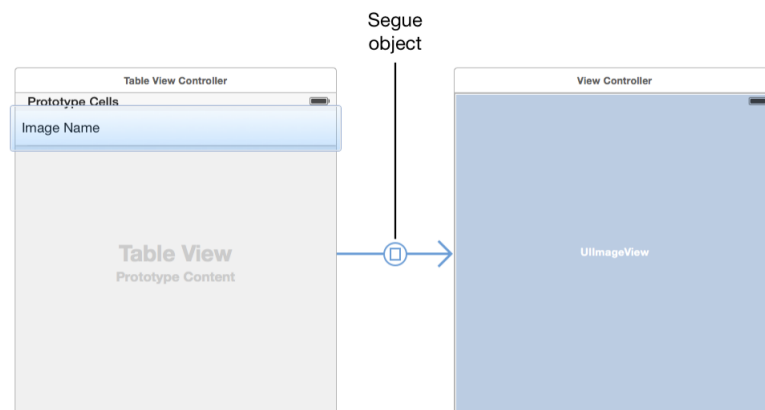 Segue
object
Table View Controller
Prototype Cells
Image Name
Table View
Prototype Content
View Controller
UIImageView